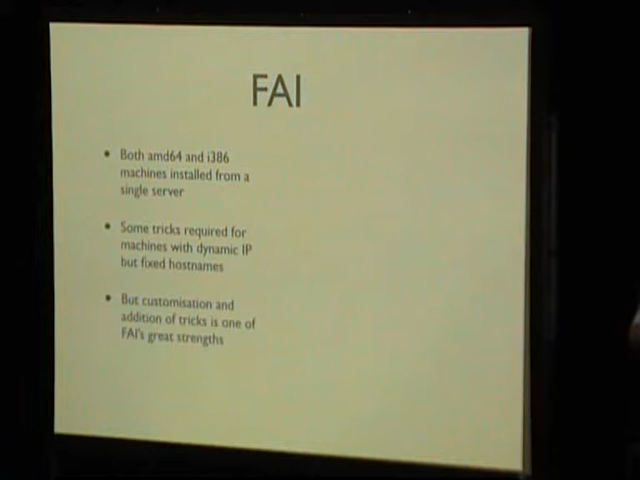 FAI
• Both amd64 and i386
machines installed from a
single server
• Some tricks required for
machines with dynamic IP
but fixed hostnames
• But customisation and
addition of tricks is one of
FAI's great strengths